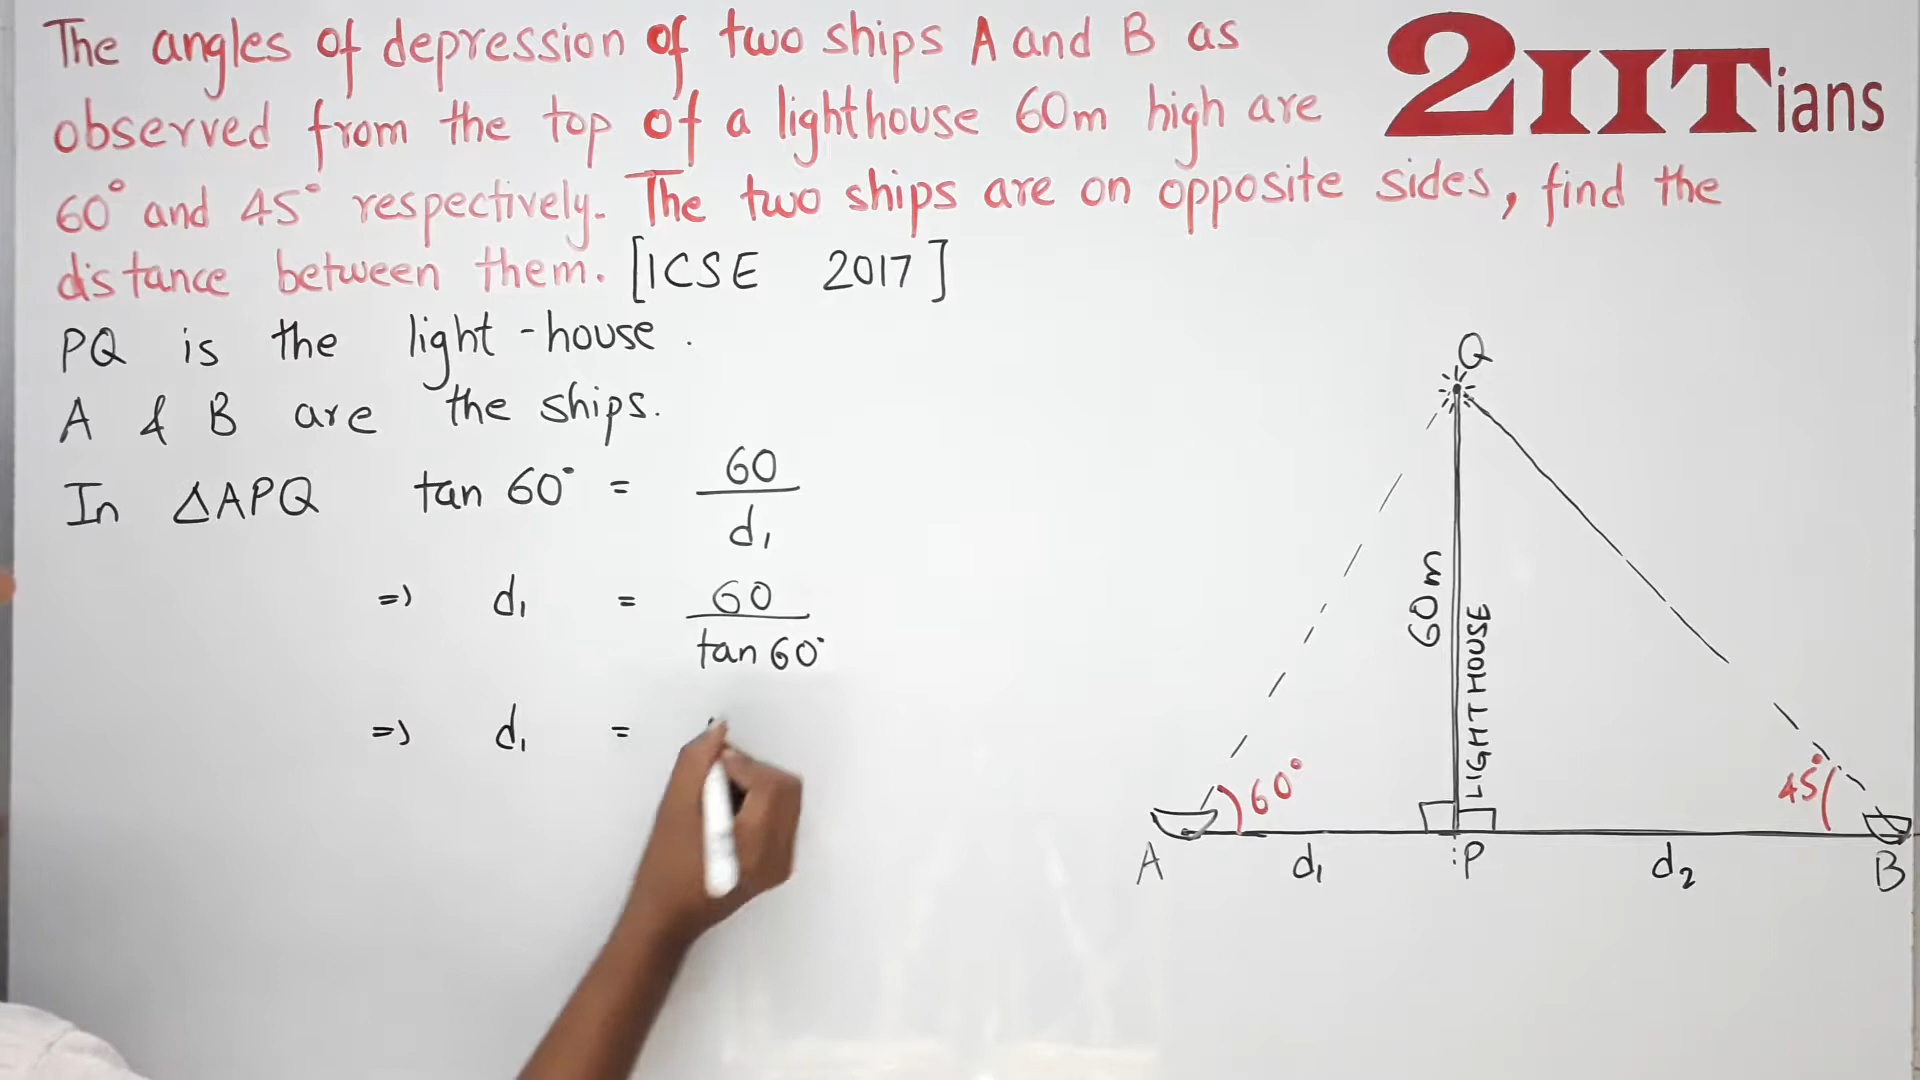 The angles of depression of two ships A and B as
observed from the top of a lighthouse 60m high are
60° and 45° respectively. The two ships are on opposite sides, find the
distance between them. [ICSE 2017]
2IITians
PQ is the light-house.
A & B are the ships.
In ΔAPQ tan 60° = 60/d₁
=> d₁ = 60/tan 60°
=> d₁ =
Q
60m
LIGHTHOUSE
60°
45°
A d₁ P d₂ B